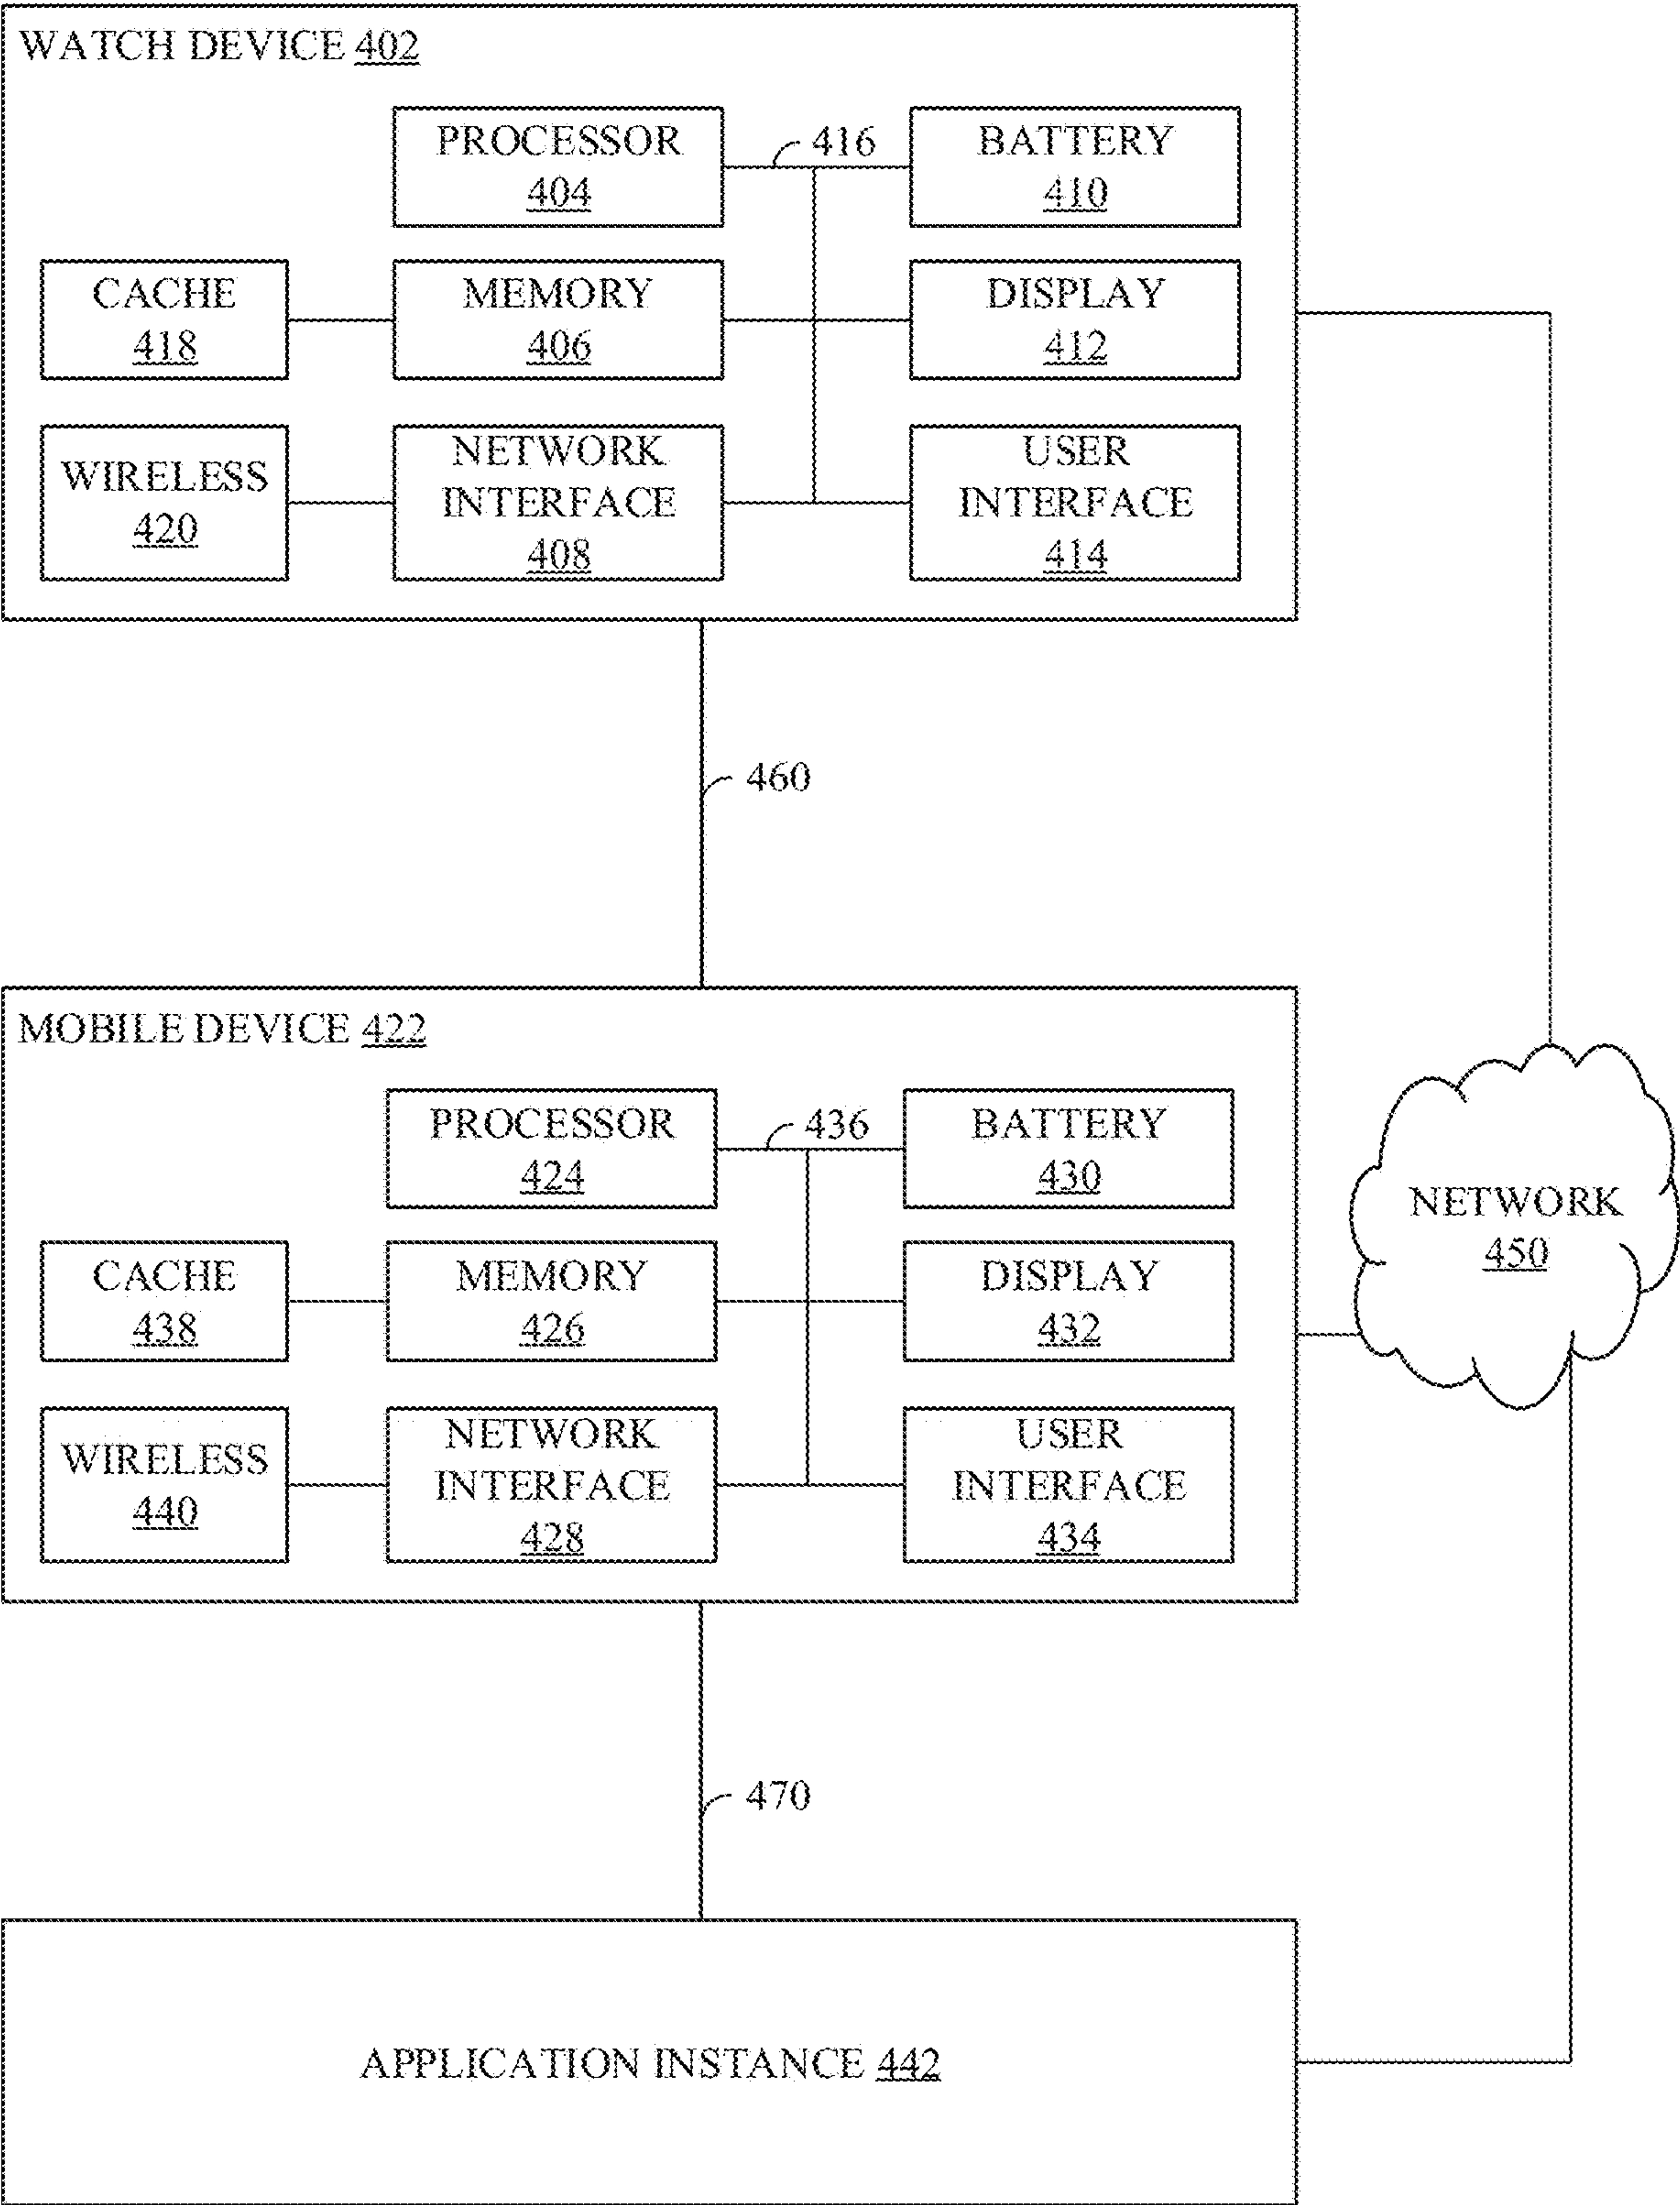 WATCH DEVICE 402
PROCESSOR
404
416
BATTERY
410
CACHE
418
MEMORY
406
DISPLAY
412
WIRELESS
420
NETWORK
INTERFACE
408
USER
INTERFACE
414
460
MOBILE DEVICE 422
PROCESSOR
424
436
BATTERY
430
CACHE
438
MEMORY
426
DISPLAY
432
WIRELESS
440
NETWORK
INTERFACE
428
USER
INTERFACE
434
NETWORK
450
470
APPLICATION INSTANCE 442